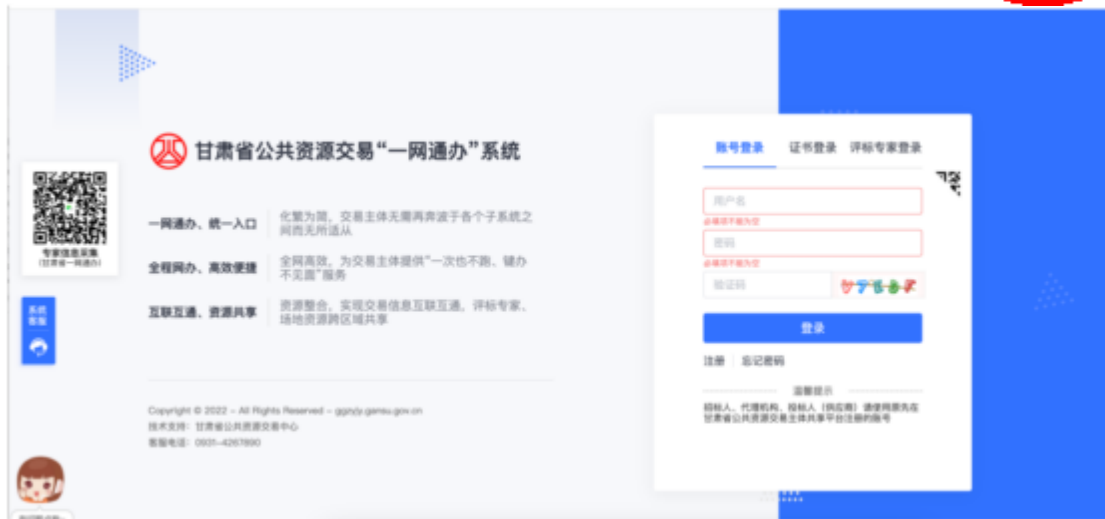 甘肃省公共资源交易“一网通办”系统
专家信息采集
(甘肃省一网通办)
系统
客服
一网通办、统一入口
化繁为简，交易主体无需再奔波于各个子系统之
间而无所适从
全程网办、高效便捷
全网高效，为交易主体提供“一次也不跑、键办
不见面”服务
互联互通、资源共享
资源整合，实现交易信息互联互通，评标专家、
场地资源跨区域共享
Copyright © 2022 - All Rights Reserved - ggzyjy.gansu.gov.cn
技术支持：甘肃省公共资源交易中心
客服电话：0931-4267890
账号登录 证书登录 评标专家登录
用户名
必填项不能为空
密码
必填项不能为空
验证码
登录
注册 忘记密码
温馨提示
招标人、代理机构、投标人（供应商）请使用原先在
甘肃省公共资源交易主体共享平台注册的账号